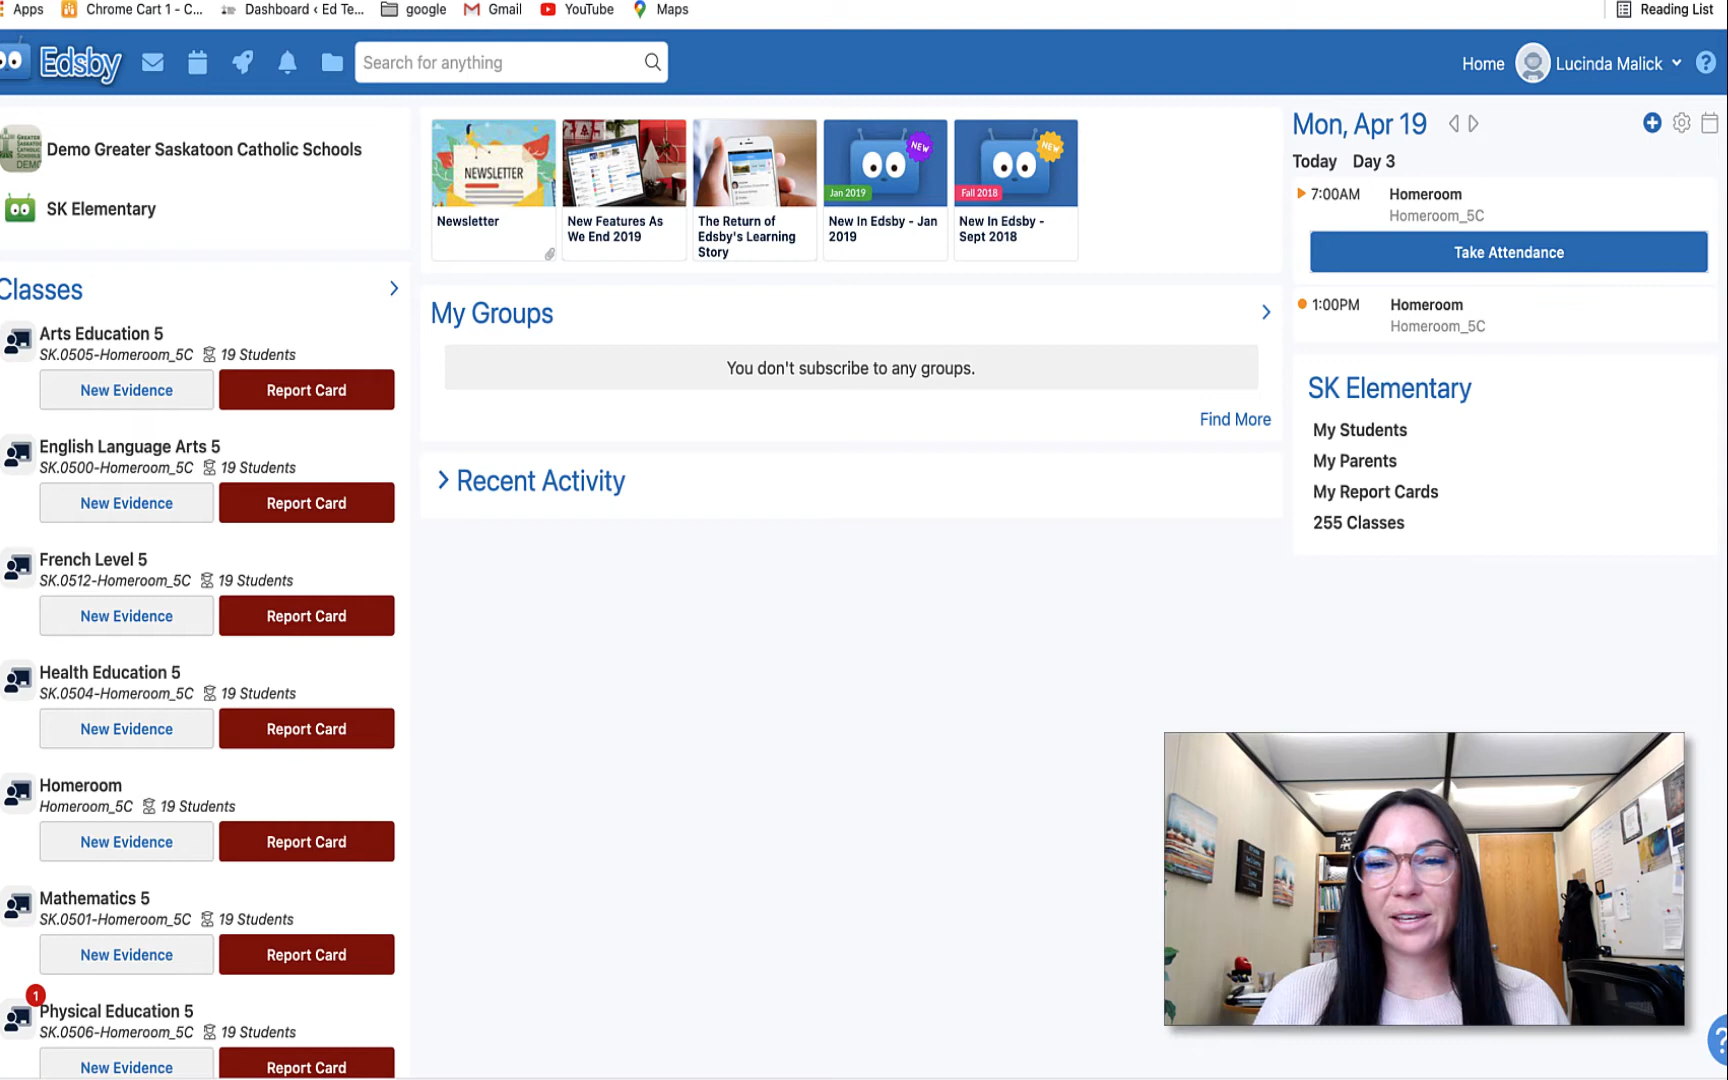 Apps
Chrome Cart 1 - C...
Dashboard ‹ Ed Te...
google
Gmail
YouTube
Maps
Reading List
Edsby
Search for anything
Home
Lucinda Malick
Demo Greater Saskatoon Catholic Schools
SK Elementary
Classes
Arts Education 5
SK.0505-Homeroom_5C 19 Students
New Evidence
Report Card
English Language Arts 5
SK.0500-Homeroom_5C 19 Students
New Evidence
Report Card
French Level 5
SK.0512-Homeroom_5C 19 Students
New Evidence
Report Card
Health Education 5
SK.0504-Homeroom_5C 19 Students
New Evidence
Report Card
Homeroom
Homeroom_5C 19 Students
New Evidence
Report Card
Mathematics 5
SK.0501-Homeroom_5C 19 Students
New Evidence
Report Card
1
Physical Education 5
SK.0506-Homeroom_5C 19 Students
New Evidence
Report Card
NEWSLETTER
Newsletter
New Features As
We End 2019
The Return of
Edsby's Learning
Story
NEW
Jan 2019
New In Edsby - Jan
2019
NEW
Fall 2018
New In Edsby -
Sept 2018
My Groups
You don't subscribe to any groups.
Find More
Recent Activity
Mon, Apr 19
Today Day 3
7:00AM Homeroom
Homeroom_5C
Take Attendance
1:00PM Homeroom
Homeroom_5C
SK Elementary
My Students
My Parents
My Report Cards
255 Classes